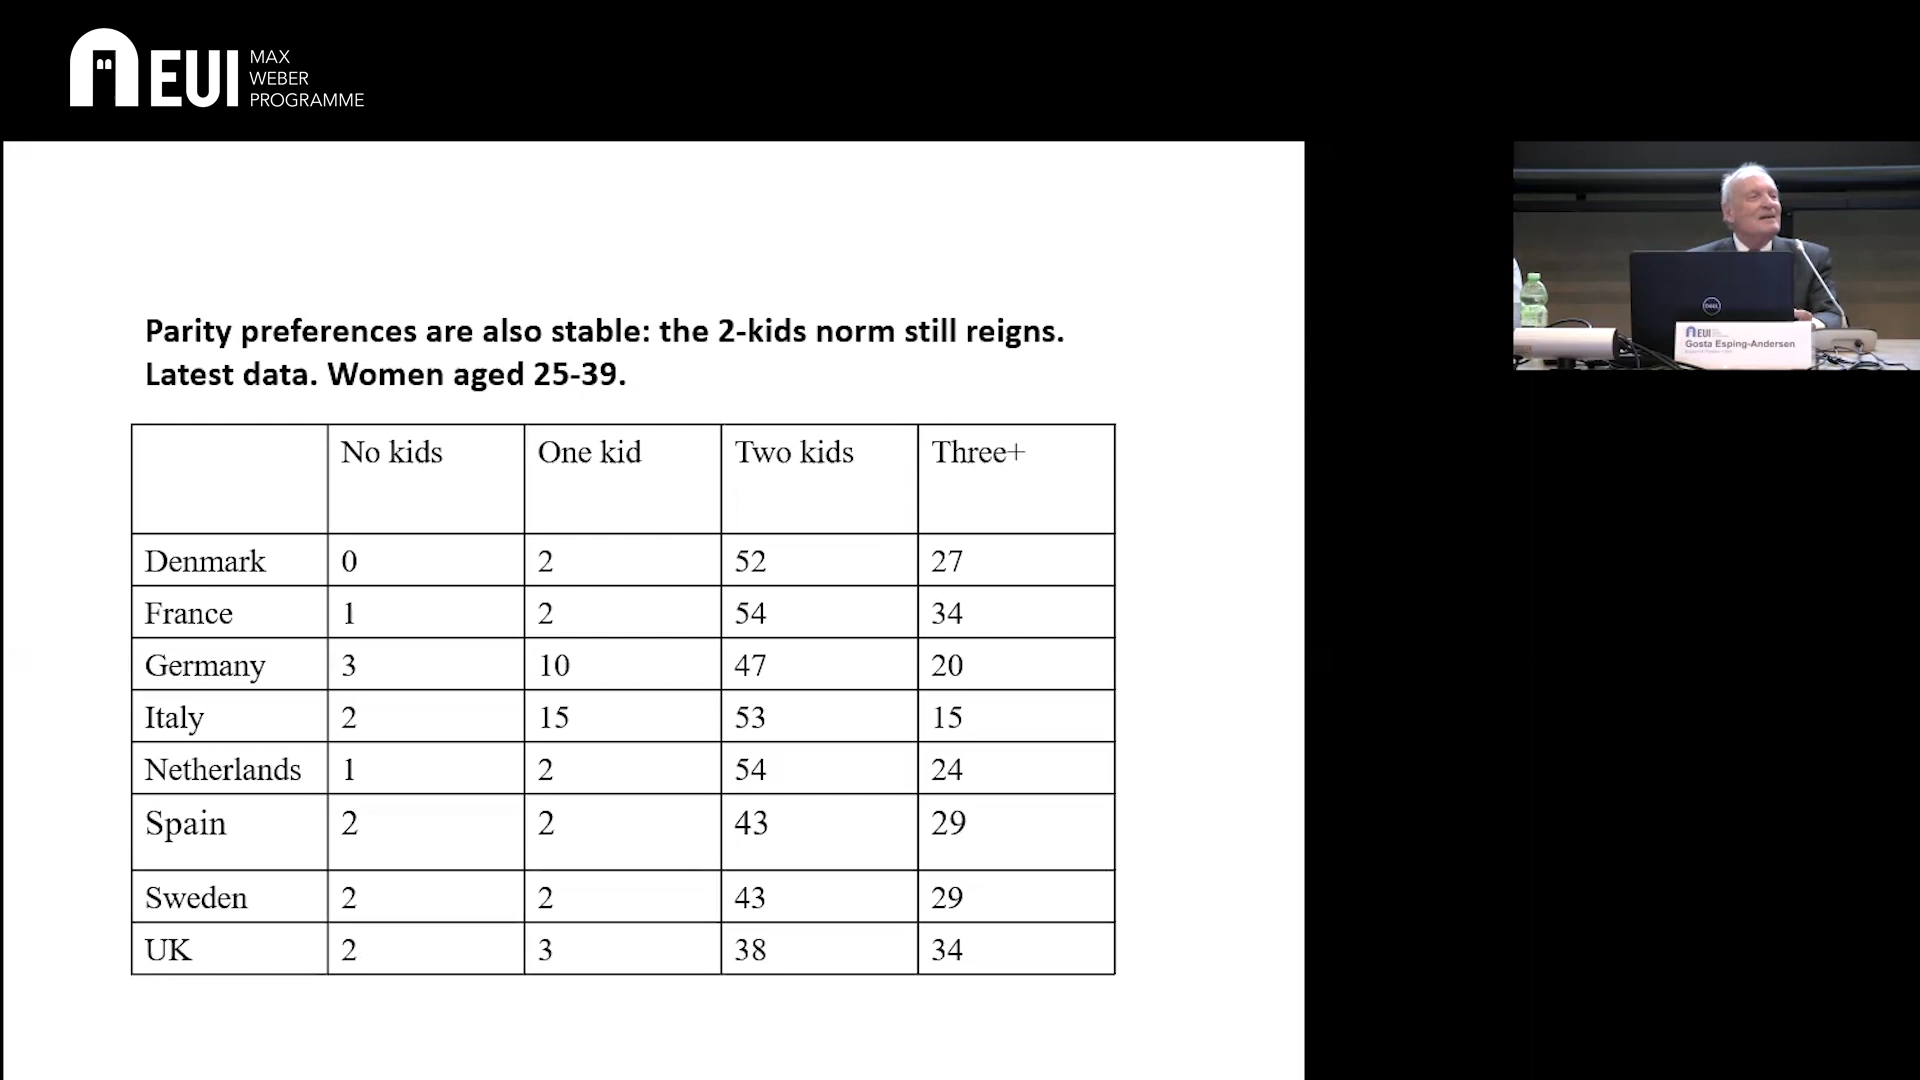 EUI
MAX
WEBER
PROGRAMME
Parity preferences are also stable: the 2-kids norm still reigns.
Latest data. Women aged 25-39.
No kids One kid Two kids Three+
Denmark 0 2 52 27
France 1 2 54 34
Germany 3 10 47 20
Italy 2 15 53 15
Netherlands 1 2 54 24
Spain 2 2 43 29
Sweden 2 2 43 29
UK 2 3 38 34
DELL
EUI
Gosta Esping-Andersen